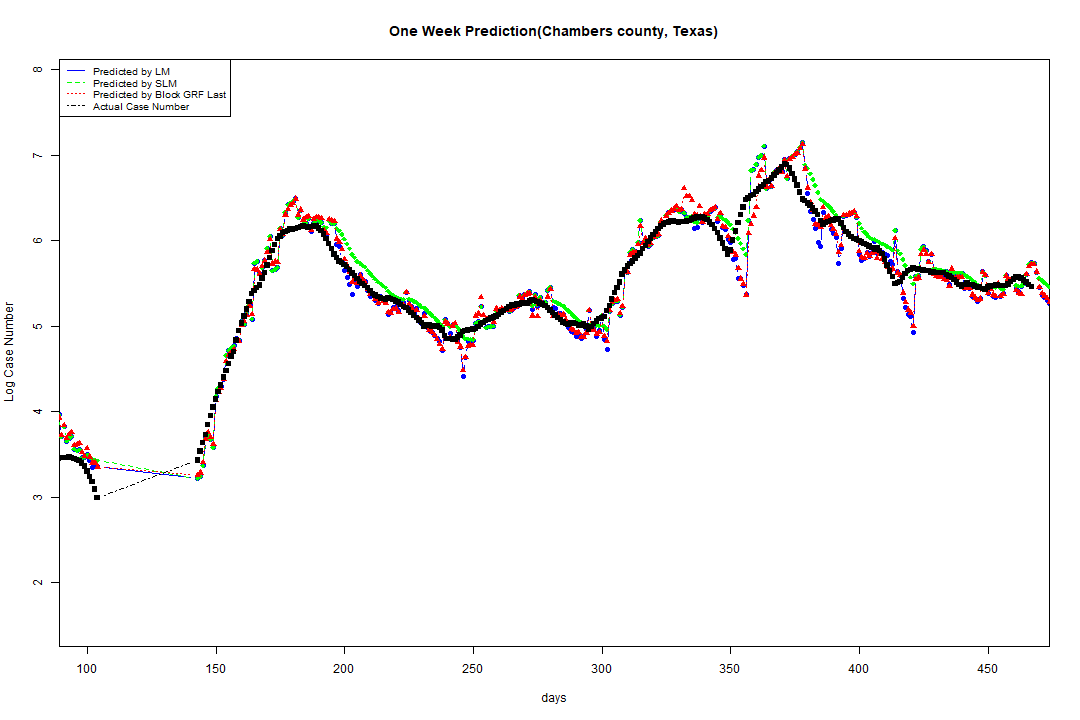 One Week Prediction(Chambers county, Texas)
Predicted by LM
Predicted by SLM
Predicted by Block GRF Last
Actual Case Number
8
7
6
5
4
3
2
Log Case Number
100 150 200 250 300 350 400 450
days